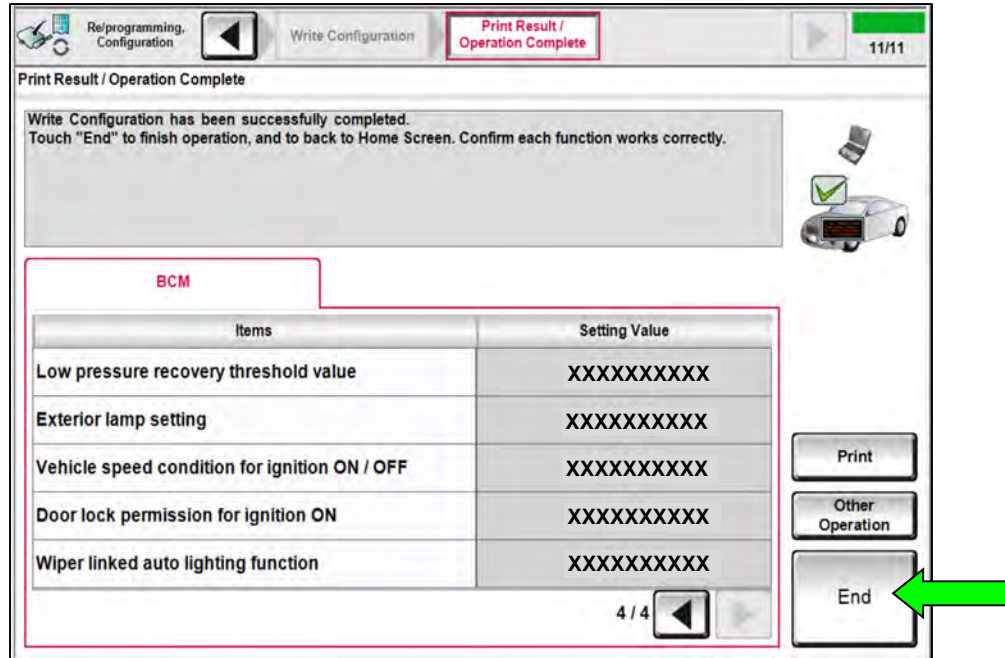 Re/programming,
Configuration
Write Configuration
Print Result /
Operation Complete
11/11
Print Result / Operation Complete
Write Configuration has been successfully completed.
Touch "End" to finish operation, and to back to Home Screen. Confirm each function works correctly.
BCM
Items Setting Value
Low pressure recovery threshold value XXXXXXXXXX
Exterior lamp setting XXXXXXXXXX
Vehicle speed condition for ignition ON / OFF XXXXXXXXXX
Door lock permission for ignition ON XXXXXXXXXX
Wiper linked auto lighting function XXXXXXXXXX
4 / 4
Print
Other
Operation
End